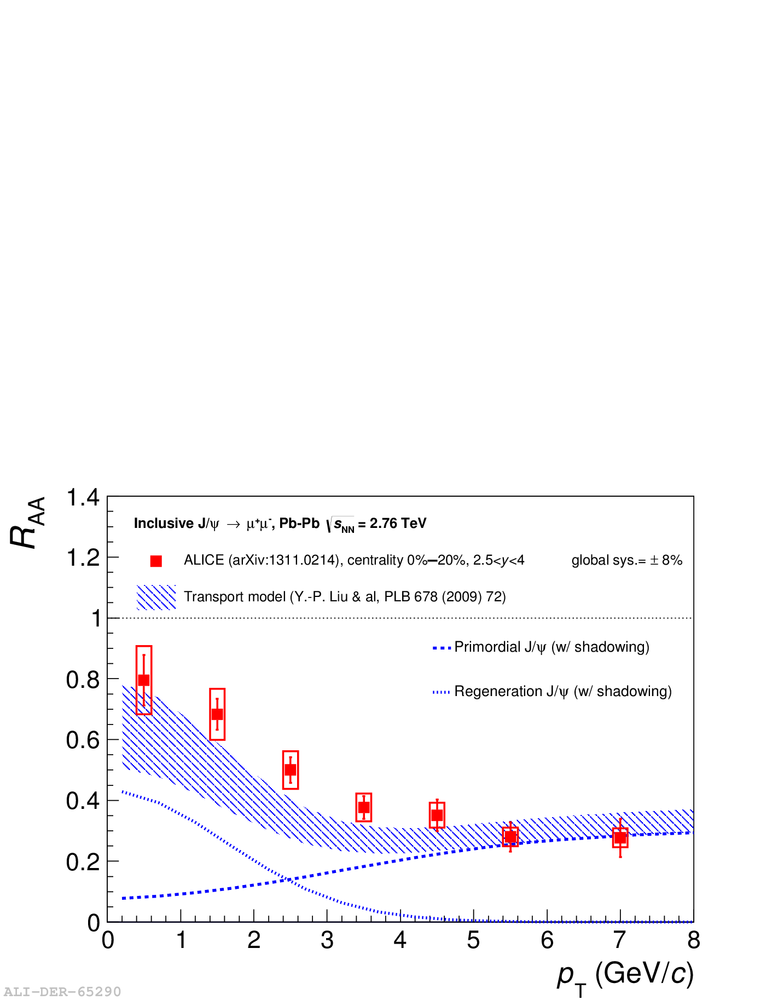 1.4
R_AA
Inclusive J/ψ → μ⁺μ⁻, Pb-Pb √s_NN = 2.76 TeV
1.2
ALICE (arXiv:1311.0214), centrality 0%–20%, 2.5<y<4 global sys.= ± 8%
Transport model (Y.-P. Liu & al, PLB 678 (2009) 72)
1
Primordial J/ψ (w/ shadowing)
0.8
Regeneration J/ψ (w/ shadowing)
0.6
0.4
0.2
0
0 1 2 3 4 5 6 7 8
p_T (GeV/c)
ALI–DER–65290